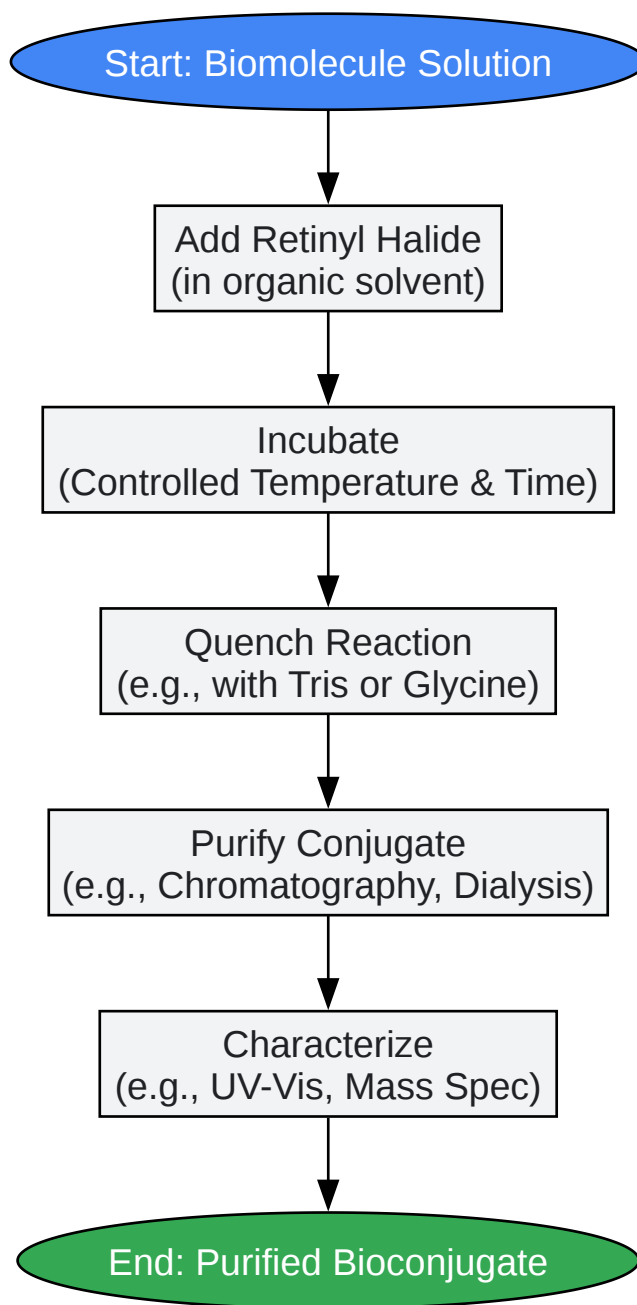 Start: Biomolecule Solution
Add Retinyl Halide
(in organic solvent)
Incubate
(Controlled Temperature & Time)
Quench Reaction
(e.g., with Tris or Glycine)
Purify Conjugate
(e.g., Chromatography, Dialysis)
Characterize
(e.g., UV-Vis, Mass Spec)
End: Purified Bioconjugate